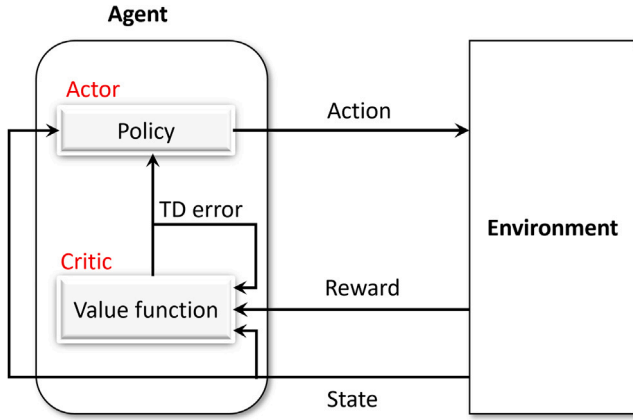 Agent
Actor
Policy
Action
TD error
Environment
Critic
Value function
Reward
State